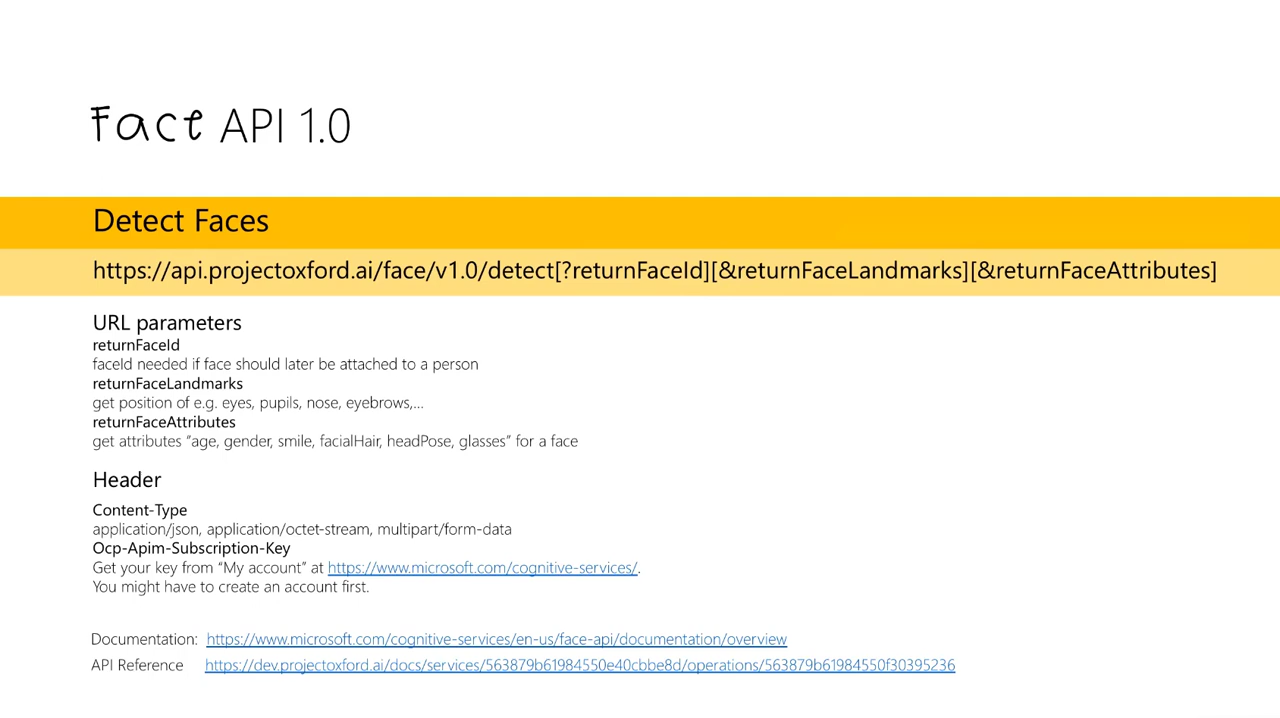 Face API 1.0
Detect Faces
https://api.projectoxford.ai/face/v1.0/detect[?returnFaceId][&returnFaceLandmarks][&returnFaceAttributes]
URL parameters
returnFaceId
faceId needed if face should later be attached to a person
returnFaceLandmarks
get position of e.g. eyes, pupils, nose, eyebrows,...
returnFaceAttributes
get attributes “age, gender, smile, facialHair, headPose, glasses” for a face
Header
Content-Type
application/json, application/octet-stream, multipart/form-data
Ocp-Apim-Subscription-Key
Get your key from “My account” at https://www.microsoft.com/cognitive-services/.
You might have to create an account first.
Documentation: https://www.microsoft.com/cognitive-services/en-us/face-api/documentation/overview
API Reference https://dev.projectoxford.ai/docs/services/563879b61984550e40cbbe8d/operations/563879b61984550f30395236